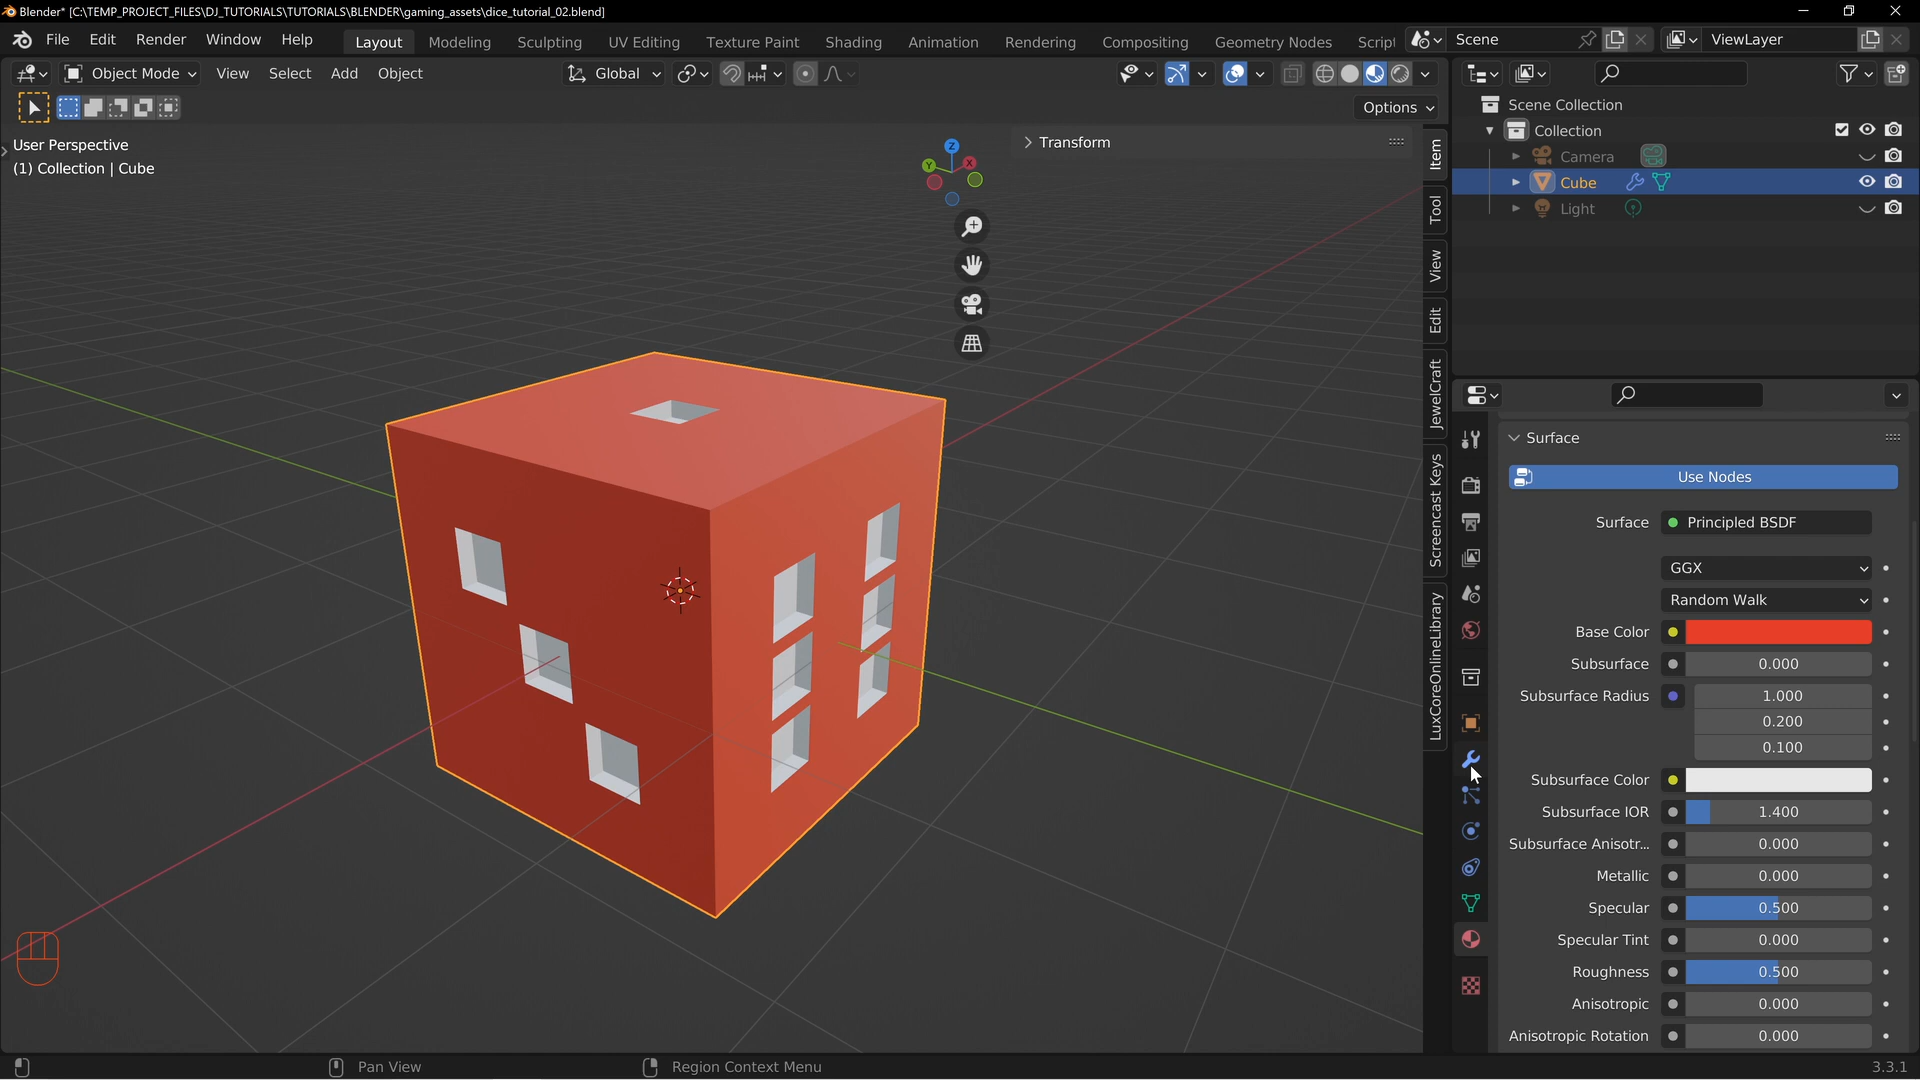 Blender* [C:\TEMP_PROJECT_FILES\DJ_TUTORIALS\TUTORIALS\BLENDER\gaming_assets\dice_tutorial_02.blend]
File Edit Render Window Help Layout Modeling Sculpting UV Editing Texture Paint Shading Animation Rendering Compositing Geometry Nodes Script Scene ViewLayer
Object Mode View Select Add Object Global
Options
User Perspective
(1) Collection | Cube
Transform
Item
Tool
View
Edit
JewelCraft
Screencast Keys
LuxCoreOnlineLibrary
X
Y
Z
Scene Collection
Collection
Camera
Cube
Light
Surface
Use Nodes
Surface Principled BSDF
GGX
Random Walk
Base Color
Subsurface 0.000
Subsurface Radius 1.000
0.200
0.100
Subsurface Color
Subsurface IOR 1.400
Subsurface Anisotr... 0.000
Metallic 0.000
Specular 0.500
Specular Tint 0.000
Roughness 0.500
Anisotropic 0.000
Anisotropic Rotation 0.000
Pan View Region Context Menu 3.3.1